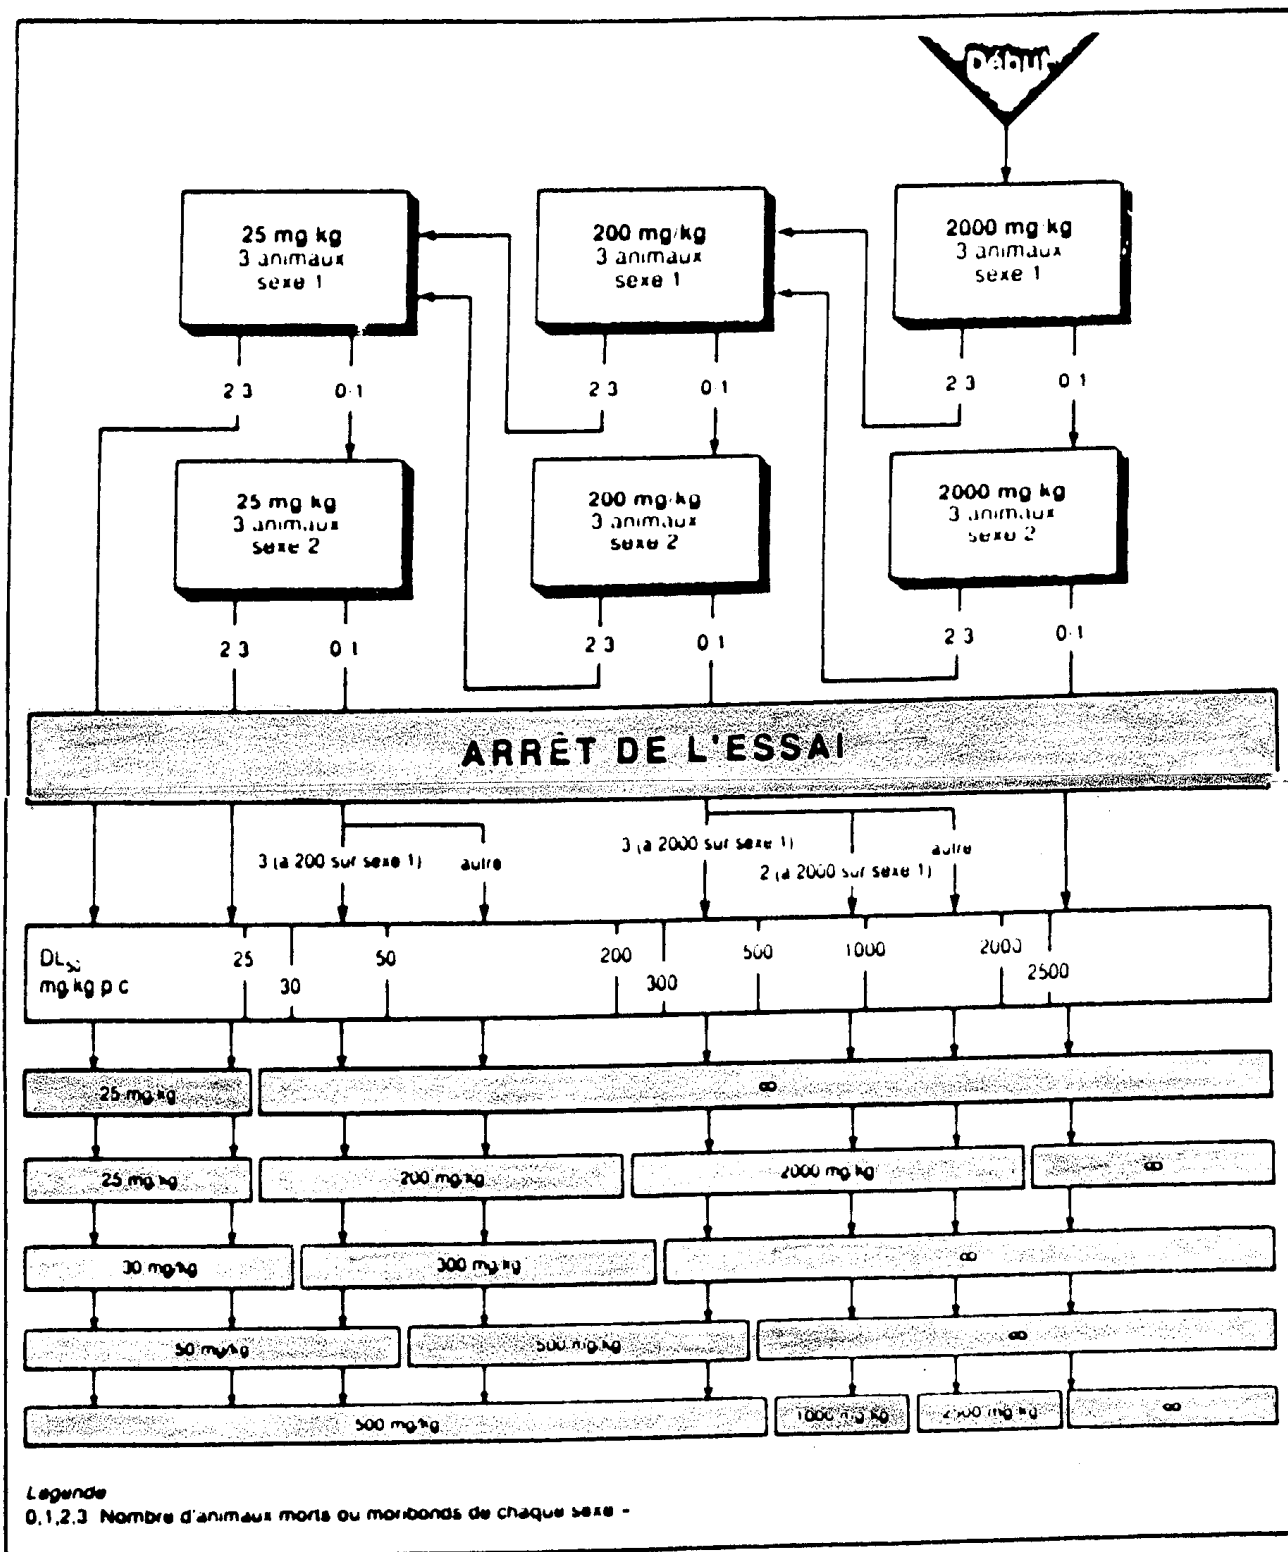 Début
25 mg kg
3 animaux
sexe 1
200 mg/kg
3 animaux
sexe 1
2000 mg/kg
3 animaux
sexe 1
2 3
0 1
2 3
0 1
2 3
0 1
25 mg kg
3 animaux
sexe 2
200 mg/kg
3 animaux
sexe 2
2000 mg kg
3 animaux
sexe 2
2 3
0 1
2 3
0 1
2 3
0 1
ARRÊT DE L'ESSAI
3 (a 200 sur sexe 1)
autre
3 (a 2000 sur sexe 1)
2 (a 2000 sur sexe 1)
autre
DL50
mg kg p c
25
30
50
200
300
500
1000
2000
2500
25 mg/kg
∞
25 mg/kg
200 mg/kg
2000 mg/kg
∞
30 mg/kg
300 mg/kg
∞
50 mg/kg
500 mg/kg
∞
500 mg/kg
1000 mg kg
2500 mg/kg
∞
Legende
0,1,2,3 Nombre d'animaux morts ou moribonds de chaque sexe -